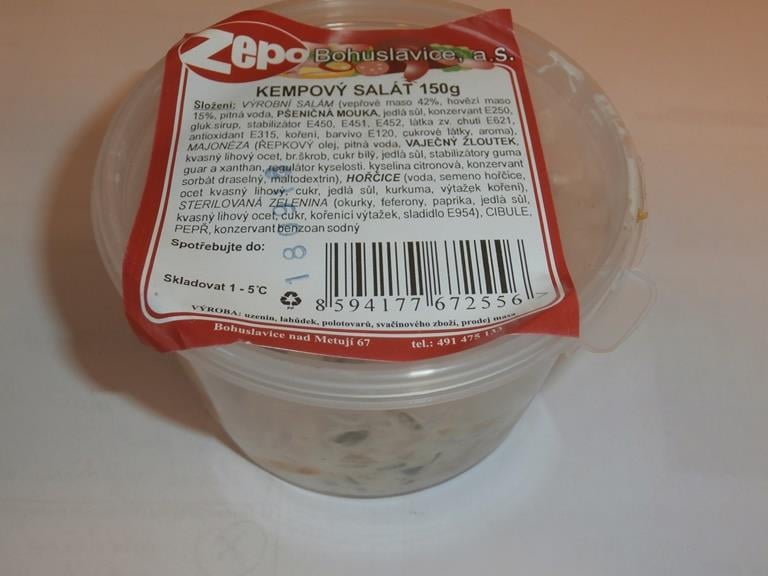 Zepo Bohuslavice, a.s.
KEMPOVÝ SALÁT 150g
Složení: VÝROBNÍ SALÁM (vepřové maso 42%, hovězí maso
15%, pitná voda, PŠENIČNÁ MOUKA, jedlá sůl, konzervant E250,
gluk.sirup, stabilizátor E450, E451, E452, látka zv. chuti E621,
antioxidant E315, koření, barvivo E120, cukrové látky, aroma),
MAJONÉZA (ŘEPKOVÝ olej, pitná voda, VAJEČNÝ ŽLOUTEK,
kvasný lihový ocet, br.škrob, cukr bílý, jedlá sůl, stabilizátory guma
guar a xanthan, regulátor kyselosti. kyselina citronová, konzervant
sorbát draselný, maltodextrin), HOŘČICE (voda, semeno hořčice,
ocet kvasný lihový, cukr, jedlá sůl, kurkuma, výtažek koření),
STERILOVANÁ ZELENINA (okurky, feferony, paprika, jedlá sůl,
kvasný lihový ocet, cukr, kořenící výtažek, sladidlo E954), CIBULE,
PEPŘ, konzervant benzoan sodný
Spotřebujte do:
Skladovat 1 - 5°C
PP
8 594177 672556 >
VÝROBA: uzenin, lahůdek, polotovarů, svačinového zboží, prodej masa
Bohuslavice nad Metují 67 tel.: 491 475 133